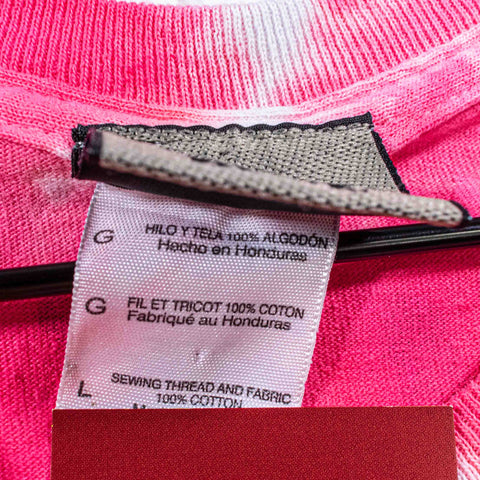 G HILO Y TELA 100% ALGODÓN
Hecho en Honduras
G FIL ET TRICOT 100% COTON
Fabriqué au Honduras
L SEWING THREAD AND FABRIC
100% COTTON